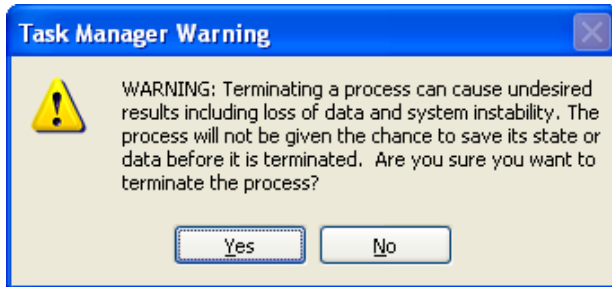 Task Manager Warning
WARNING: Terminating a process can cause undesired
results including loss of data and system instability. The
process will not be given the chance to save its state or
data before it is terminated.  Are you sure you want to
terminate the process?
Yes
No